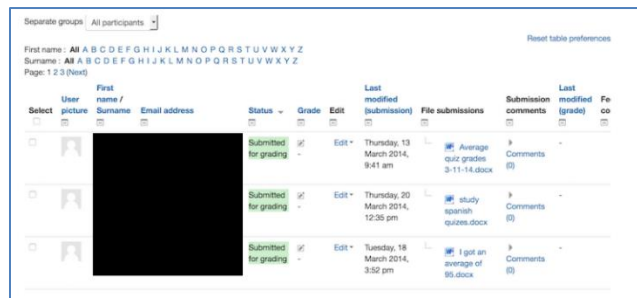 Separate groups All participants
Reset table preferences
First name : All A B C D E F G H I J K L M N O P Q R S T U V W X Y Z
Surname : All A B C D E F G H I J K L M N O P Q R S T U V W X Y Z
Page: 1 2 3 (Next)
Select User picture First name / Surname Email address Status Grade Edit Last modified (submission) File submissions Submission comments Last modified (grade) Fe co
Submitted for grading - Edit Thursday, 13 March 2014, 9:41 am Average quiz grades 3-11-14.docx Comments (0) -
Submitted for grading - Edit Thursday, 20 March 2014, 12:35 pm study spanish quizes.docx Comments (0) -
Submitted for grading - Edit Tuesday, 18 March 2014, 3:52 pm I got an average of 95.docx Comments (0) -